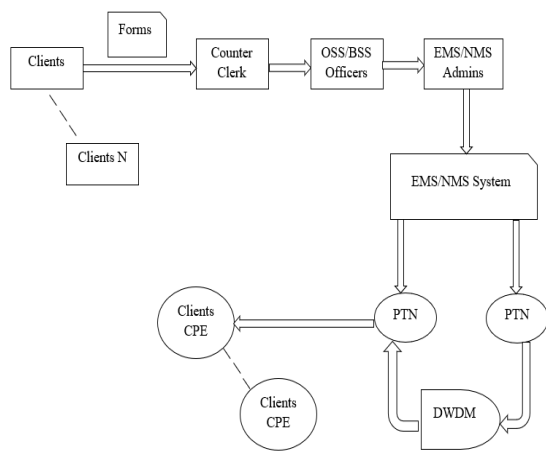 Forms
Clients
Counter
Clerk
OSS/BSS
Officers
EMS/NMS
Admins
Clients N
EMS/NMS System
Clients
CPE
PTN
PTN
Clients
CPE
DWDM